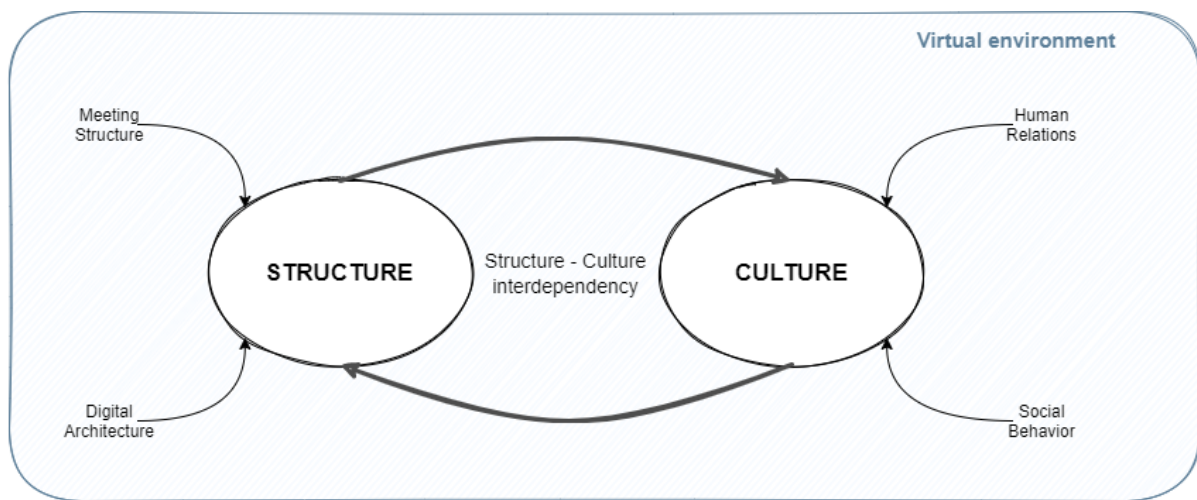 Virtual environment
Meeting
Structure
Human
Relations
STRUCTURE
Structure - Culture
interdependency
CULTURE
Digital
Architecture
Social
Behavior